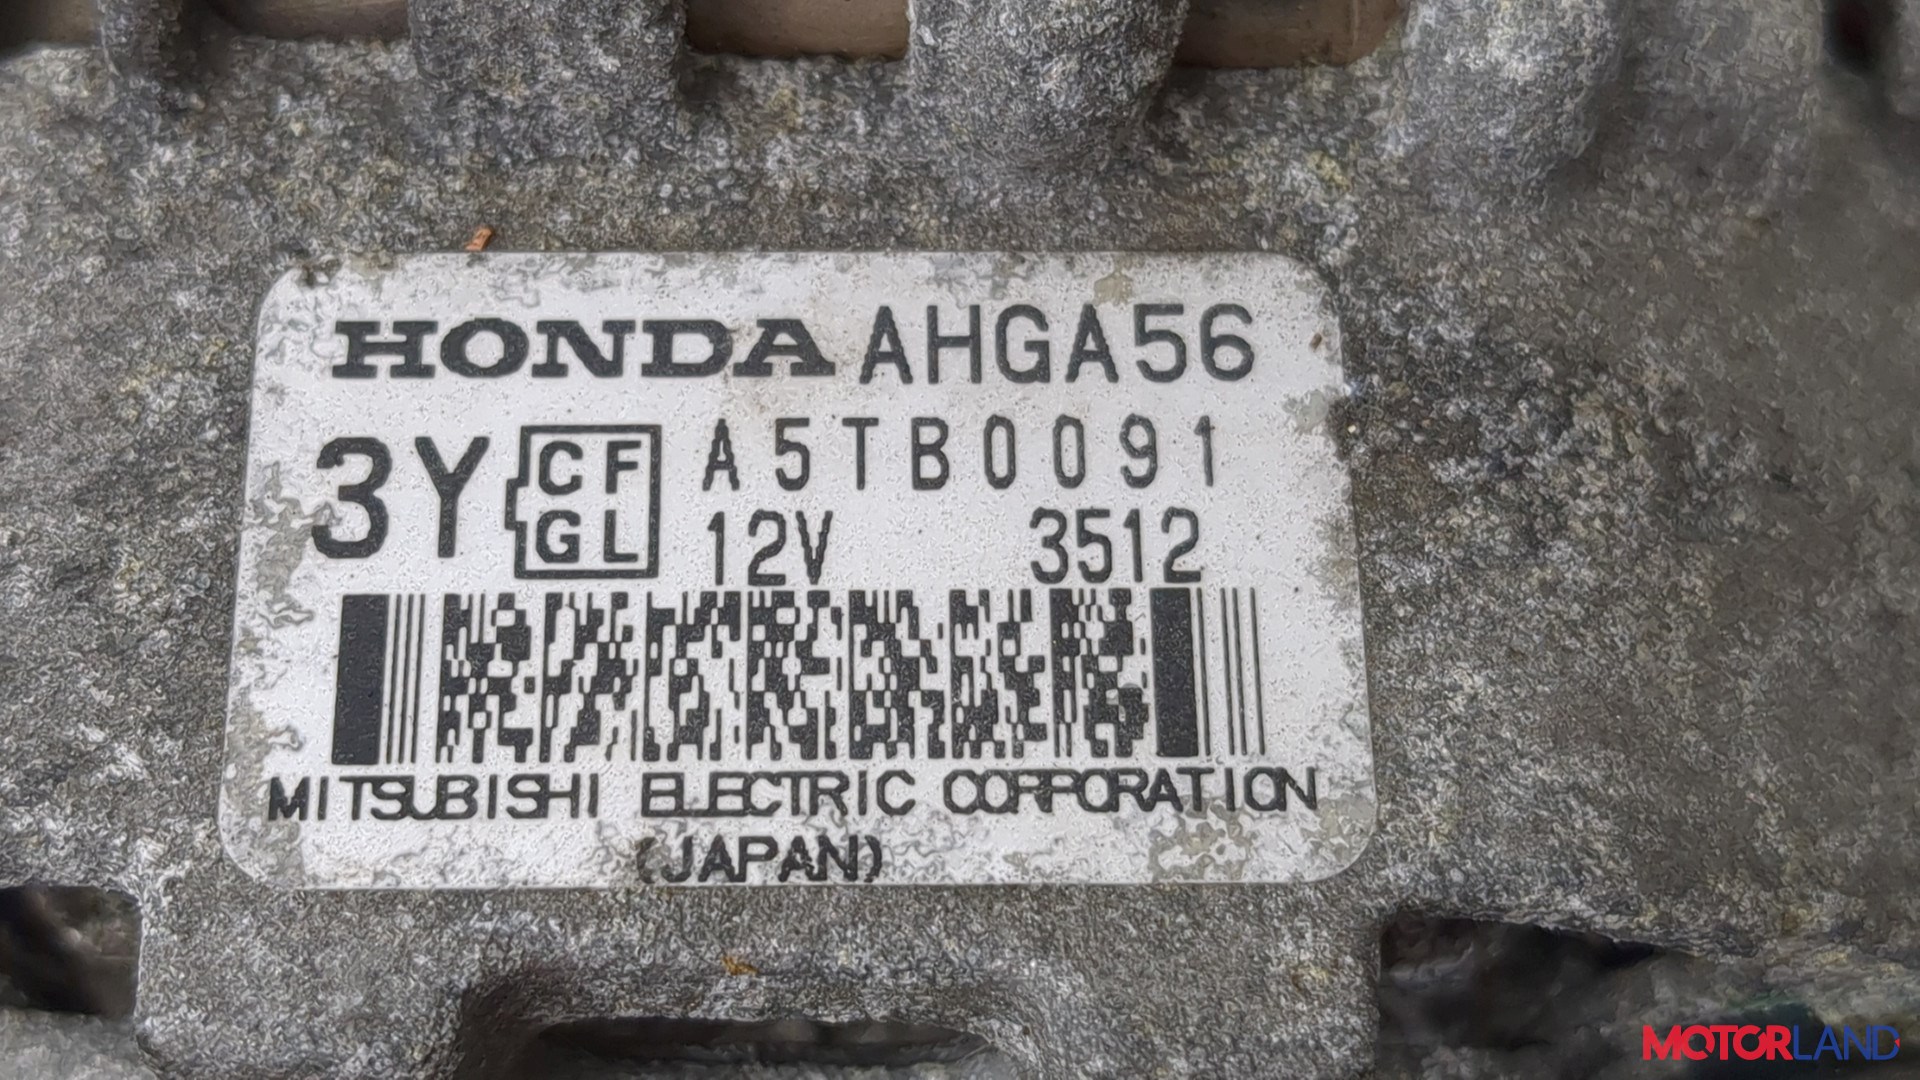 HONDA AHGA56
3Y CF GL A5TB0091
12V 3512
MITSUBISHI ELECTRIC CORPORATION
(JAPAN)
MOTORLAND